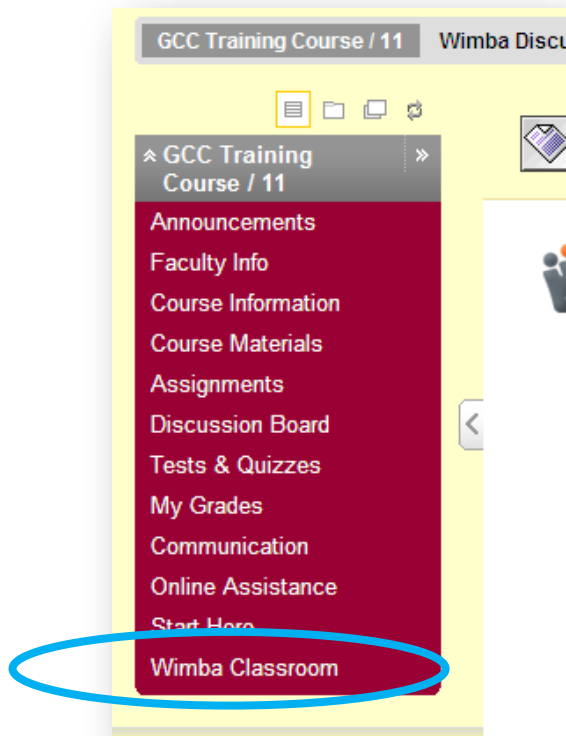 GCC Training Course / 11 Wimba Discu
GCC Training
Course / 11
Announcements
Faculty Info
Course Information
Course Materials
Assignments
Discussion Board
Tests & Quizzes
My Grades
Communication
Online Assistance
Start Here
Wimba Classroom